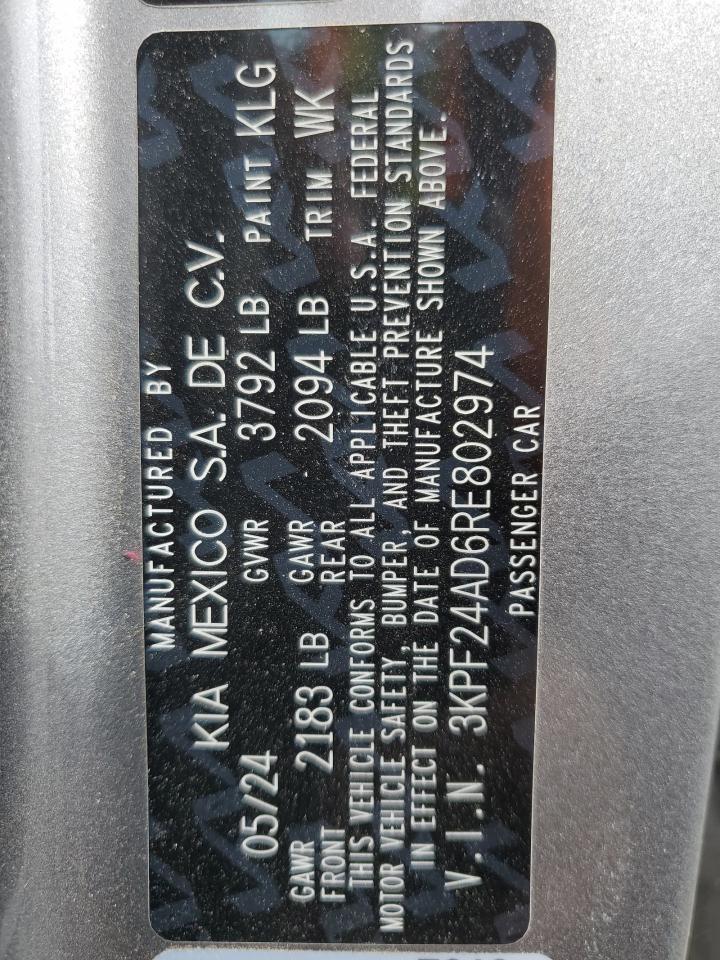 MANUFACTURED BY
KIA MEXICO S.A. DE C.V.
05/24 GVWR 3792 LB PAINT KLG
GAWR FRONT 2183 LB GAWR REAR 2094 LB TRIM WK
THIS VEHICLE CONFORMS TO ALL APPLICABLE U.S.A. FEDERAL
MOTOR VEHICLE SAFETY, BUMPER, AND THEFT PREVENTION STANDARDS
IN EFFECT ON THE DATE OF MANUFACTURE SHOWN ABOVE.
V.I.N. 3KPF24AD6RE802974
PASSENGER CAR